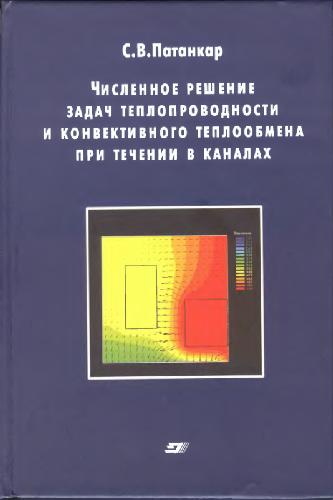 С.В.Патанкар
Численное решение
задач теплопроводности
и конвективного теплообмена
при течении в каналах